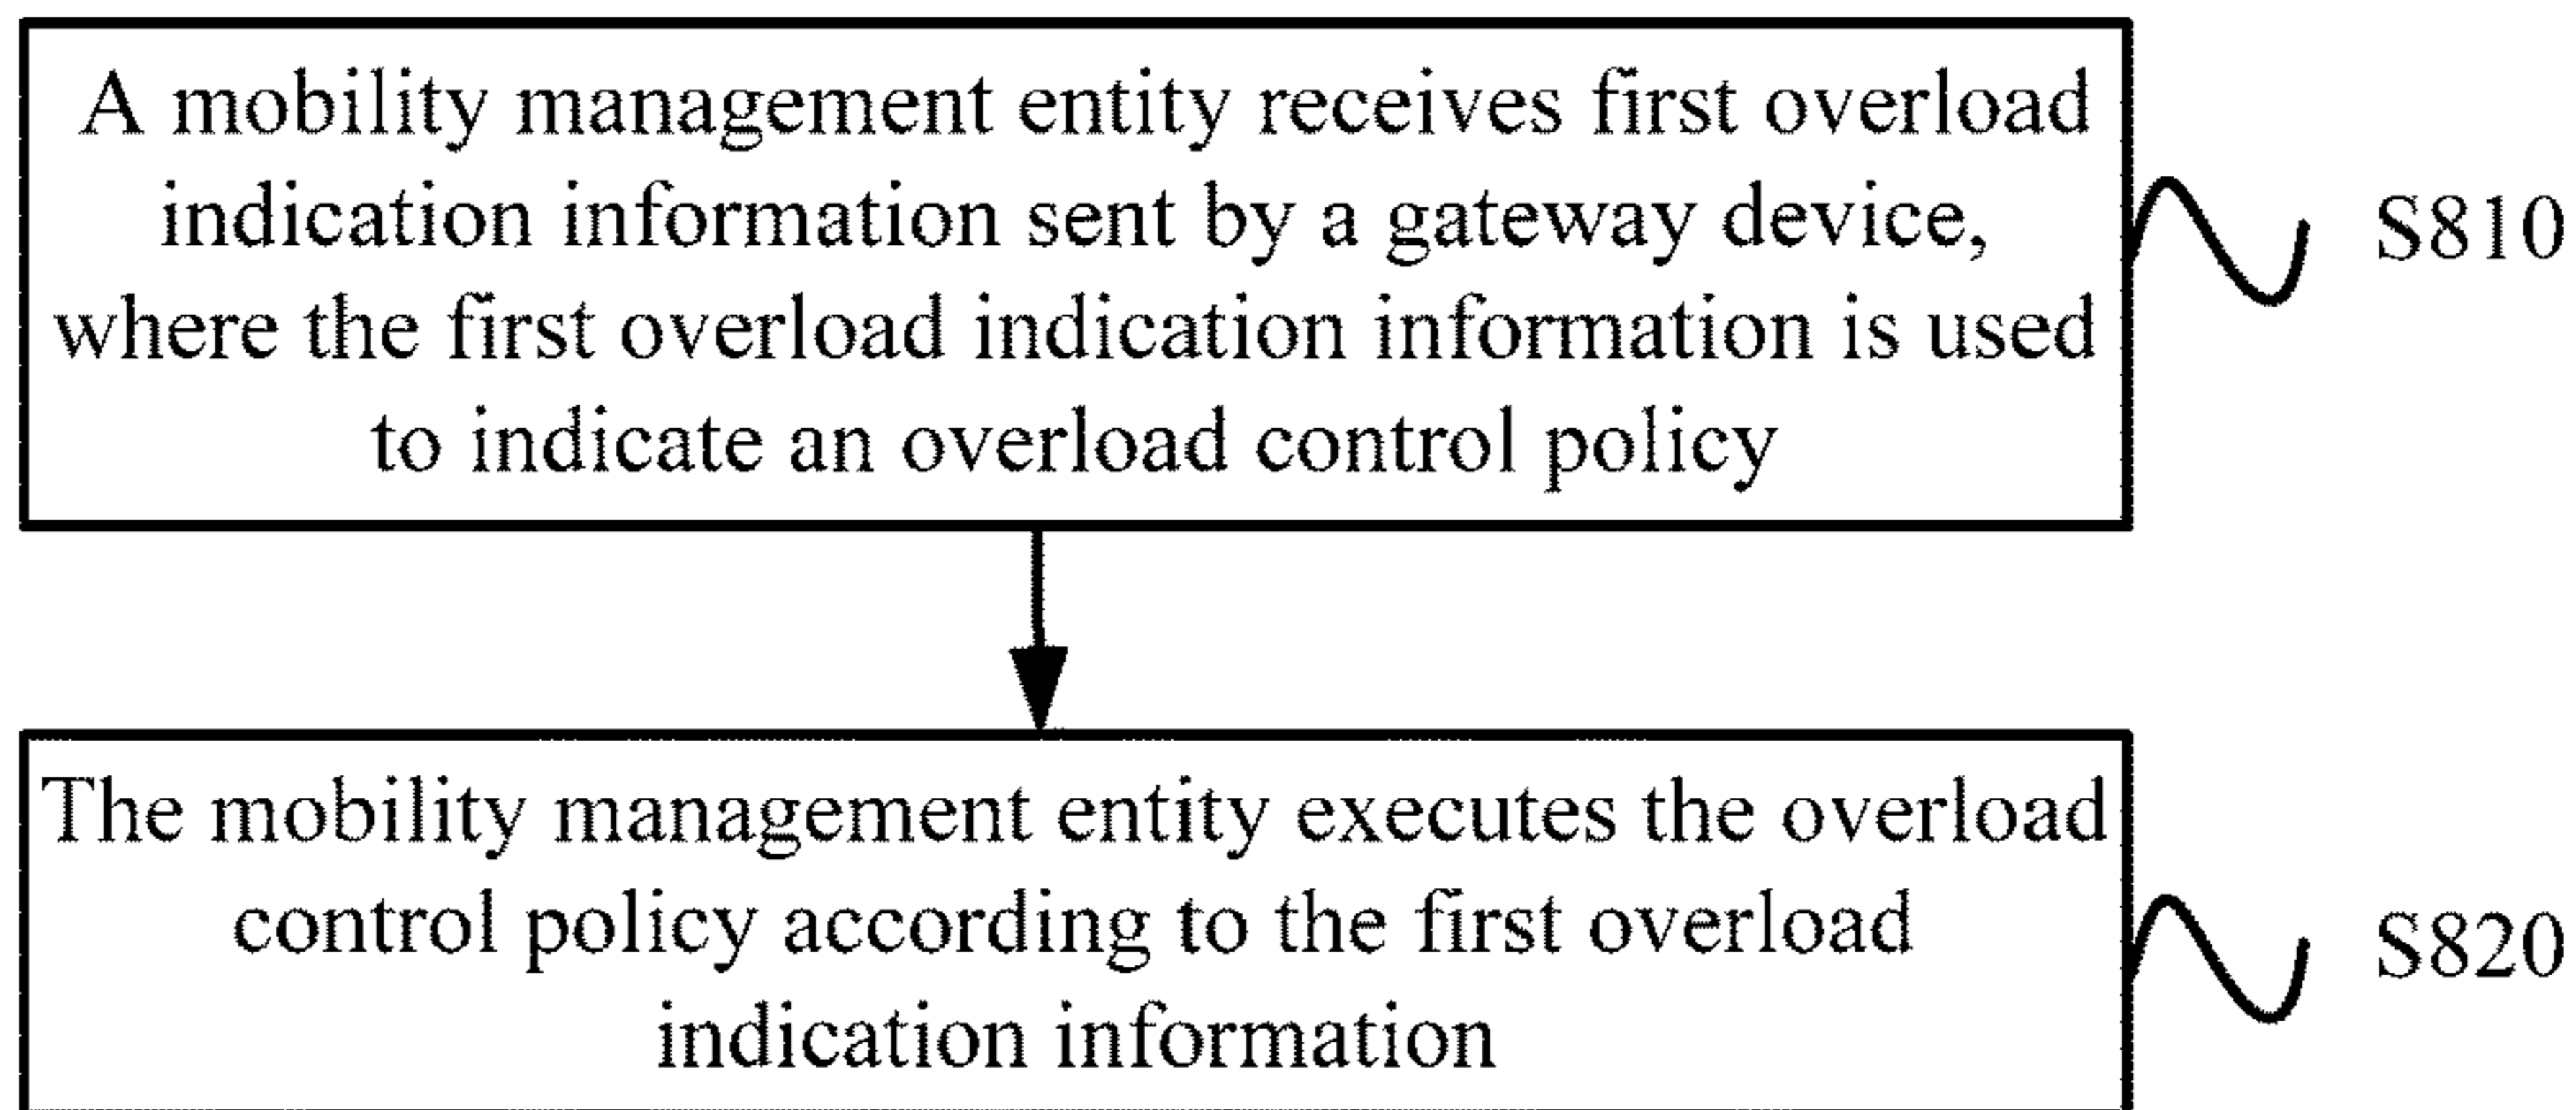 A mobility management entity receives first overload
indication information sent by a gateway device,
where the first overload indication information is used
to indicate an overload control policy
S810
The mobility management entity executes the overload
control policy according to the first overload
indication information
S820